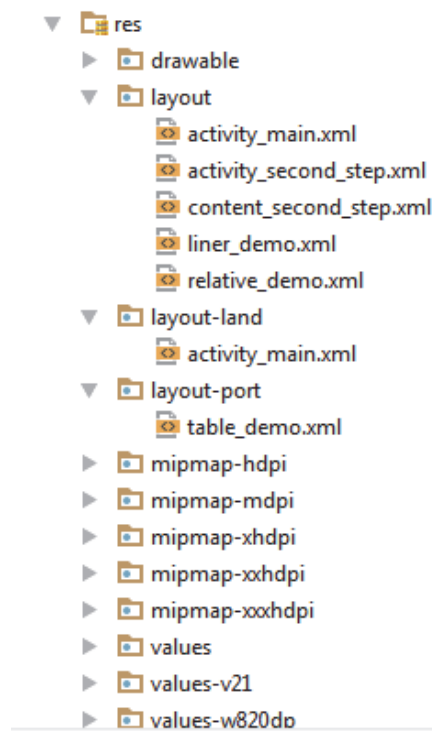 res
drawable
layout
activity_main.xml
activity_second_step.xml
content_second_step.xml
liner_demo.xml
relative_demo.xml
layout-land
activity_main.xml
layout-port
table_demo.xml
mipmap-hdpi
mipmap-mdpi
mipmap-xhdpi
mipmap-xxhdpi
mipmap-xxxhdpi
values
values-v21
values-w820dp